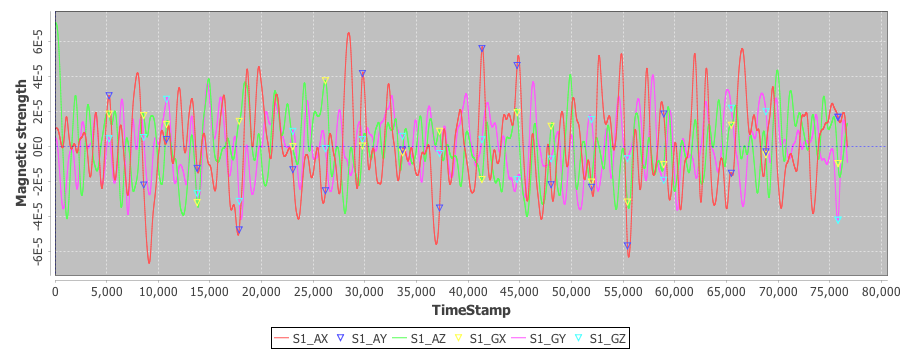 Magnetic strength
6E-5
4E-5
2E-5
0E0
-2E-5
-4E-5
-6E-5
0 5,000 10,000 15,000 20,000 25,000 30,000 35,000 40,000 45,000 50,000 55,000 60,000 65,000 70,000 75,000 80,000
TimeStamp
S1_AX S1_AY S1_AZ S1_GX S1_GY S1_GZ